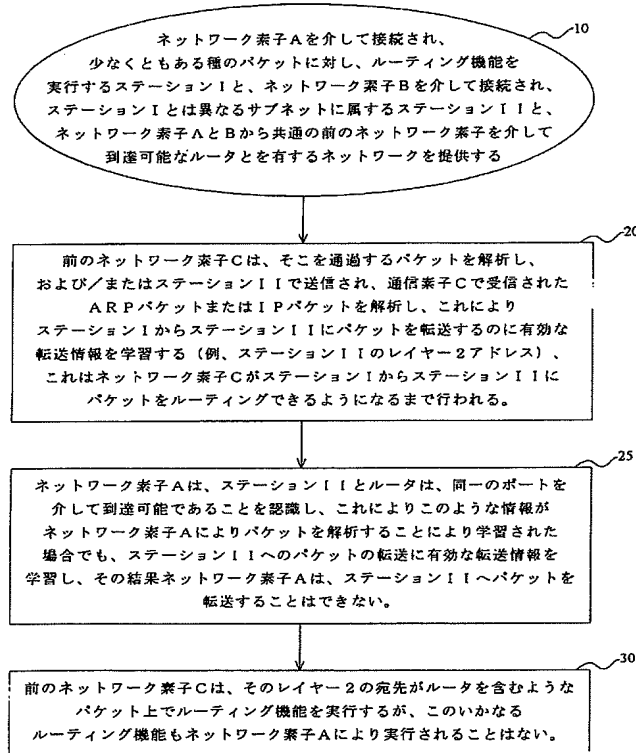 10
ネットワーク素子Aを介して接続され、
少なくともある種のパケットに対し、ルーティング機能を
実行するステーションIと、ネットワーク素子Bを介して接続され、
ステーションIとは異なるサブネットに属するステーションIIと、
ネットワーク素子AとBから共通の前のネットワーク素子を介して
到達可能なルータとを有するネットワークを提供する
20
前のネットワーク素子Cは、そこを通過するパケットを解析し、
および/またはステーションIIで送信され、通信素子Cで受信された
ARPパケットまたはIPパケットを解析し、これにより
ステーションIからステーションIIにパケットを転送するのに有効な
転送情報を学習する(例、ステーションIIのレイヤー2アドレス)、
これはネットワーク素子CがステーションIからステーションIIに
パケットをルーティングできるようになるまで行われる。
25
ネットワーク素子Aは、ステーションIIとルータは、同一のポートを
介して到達可能であることを認識し、これによりこのような情報が
ネットワーク素子Aによりパケットを解析することにより学習された
場合でも、ステーションIIへのパケットの転送に有効な転送情報を
学習し、その結果ネットワーク素子Aは、ステーションIIへパケットを
転送することはできない。
30
前のネットワーク素子Cは、そのレイヤー2の宛先がルータを含むような
パケット上でルーティング機能を実行するが、このいかなる
ルーティング機能もネットワーク素子Aにより実行されることはない。